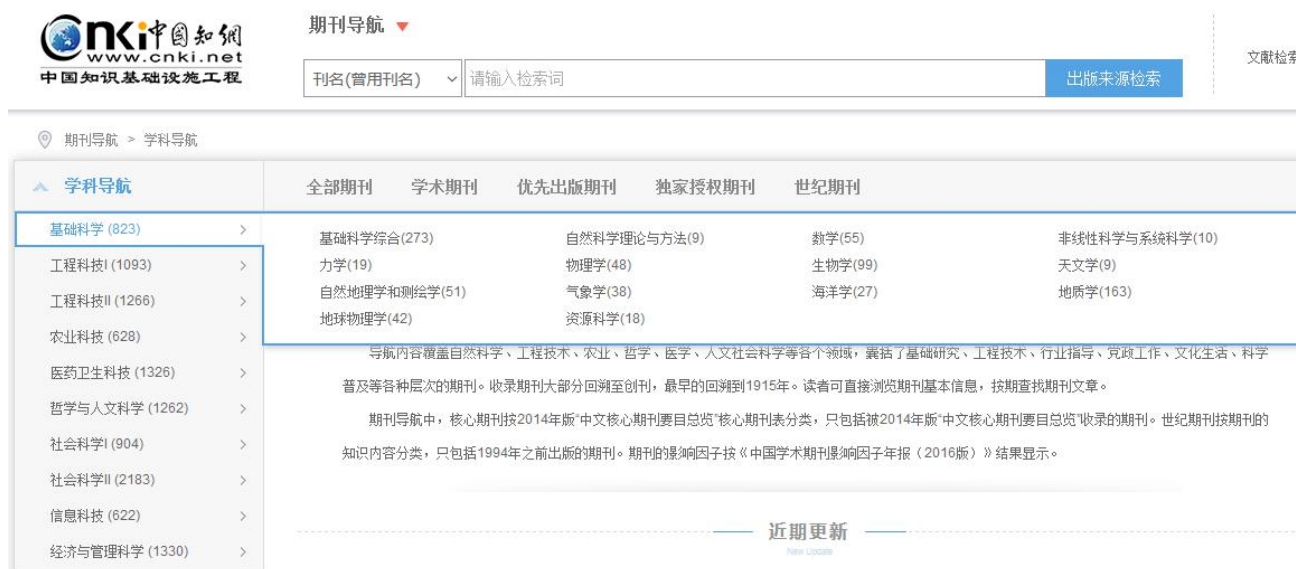 cnki中国知网
www.cnki.net
中国知识基础设施工程
期刊导航
刊名(曾用刊名) 请输入检索词 出版来源检索
文献检索
期刊导航 > 学科导航
学科导航
全部期刊 学术期刊 优先出版期刊 独家授权期刊 世纪期刊
基础科学 (823)
工程科技I (1093)
工程科技II (1266)
农业科技 (628)
医药卫生科技 (1326)
哲学与人文科学 (1262)
社会科学I (904)
社会科学II (2183)
信息科技 (622)
经济与管理科学 (1330)
基础科学综合(273) 自然科学理论与方法(9) 数学(55) 非线性科学与系统科学(10)
力学(19) 物理学(48) 生物学(99) 天文学(9)
自然地理学和测绘学(51) 气象学(38) 海洋学(27) 地质学(163)
地球物理学(42) 资源科学(18)
导航内容覆盖自然科学、工程技术、农业、哲学、医学、人文社会科学等各个领域，囊括了基础研究、工程技术、行业指导、党政工作、文化生活、科学
普及等各种层次的期刊。收录期刊大部分回溯至创刊，最早的回溯到1915年。读者可直接浏览期刊基本信息，按期查找期刊文章。
期刊导航中，核心期刊按2014年版“中文核心期刊要目总览”核心期刊表分类，只包括被2014年版“中文核心期刊要目总览”收录的期刊。世纪期刊按期刊的
知识内容分类，只包括1994年之前出版的期刊。期刊的影响因子按《中国学术期刊影响因子年报（2016版）》结果显示。
近期更新
New Update